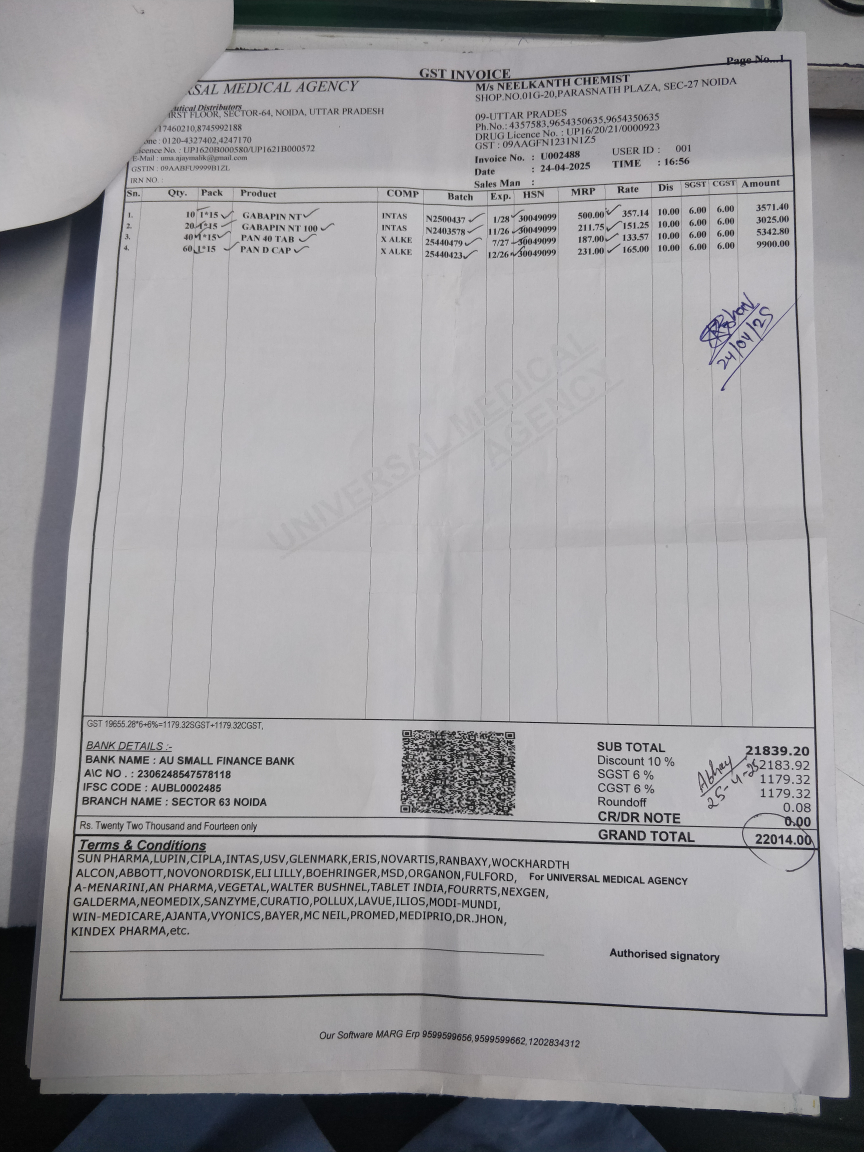 Page No...1
GST INVOICE
SAL MEDICAL AGENCY
utical Distributors
IRST FLOOR, SECTOR-64, NOIDA, UTTAR PRADESH
17460210,8745992188
: 0120-4327402,4247170
icence No. : UP1620B000580/UP1621B000572
E-Mail : uma.ajaymalik@gmail.com
GSTIN : 09AABFU9999B1ZL
IRN NO. :
M/s NEELKANTH CHEMIST
SHOP.NO.01G-20,PARASNATH PLAZA, SEC-27 NOIDA
09-UTTAR PRADES
Ph.No.: 4357583,9654350635,9654350635
DRUG Licence No. : UP16/20/21/0000923
GST : 09AAGFN1231N1Z5
Invoice No. : U002488 USER ID : 001
Date : 24-04-2025 TIME : 16:56
Sales Man :
Sn. Qty. Pack Product COMP Batch Exp. HSN MRP Rate Dis SGST CGST Amount
1. 10 1*15 GABAPIN NT INTAS N2500437 1/28 30049099 500.00 357.14 10.00 6.00 6.00 3571.40
2. 20 1*15 GABAPIN NT 100 INTAS N2403578 11/26 30049099 211.75 151.25 10.00 6.00 6.00 3025.00
3. 40 1*15 PAN 40 TAB X ALKE 25440479 7/27 30049099 187.00 133.57 10.00 6.00 6.00 5342.80
4. 60 1*15 PAN D CAP X ALKE 25440423 12/26 30049099 231.00 165.00 10.00 6.00 6.00 9900.00
24/04/25
UNIVERSAL MEDICAL
AGENCY
GST 19655.28*6+6%=1179.32SGST+1179.32CGST,
BANK DETAILS :-
BANK NAME : AU SMALL FINANCE BANK
A\C NO . : 2306248547578118
IFSC CODE : AUBL0002485
BRANCH NAME : SECTOR 63 NOIDA
SUB TOTAL 21839.20
Discount 10 % 2183.92
SGST 6 % 1179.32
CGST 6 % 1179.32
Roundoff 0.08
CR/DR NOTE 0.00
GRAND TOTAL 22014.00
Abhay
25-4-25
Rs. Twenty Two Thousand and Fourteen only
Terms & Conditions
SUN PHARMA,LUPIN,CIPLA,INTAS,USV,GLENMARK,ERIS,NOVARTIS,RANBAXY,WOCKHARDTH
ALCON,ABBOTT,NOVONORDISK,ELI LILLY,BOEHRINGER,MSD,ORGANON,FULFORD, For UNIVERSAL MEDICAL AGENCY
A-MENARINI,AN PHARMA,VEGETAL,WALTER BUSHNEL,TABLET INDIA,FOURRTS,NEXGEN,
GALDERMA,NEOMEDIX,SANZYME,CURATIO,POLLUX,LAVUE,ILIOS,MODI-MUNDI,
WIN-MEDICARE,AJANTA,VYONICS,BAYER,MC NEIL,PROMED,MEDIPRIO,DR.JHON,
KINDEX PHARMA,etc.
Authorised signatory
Our Software MARG Erp 9599599656,9599599662,1202834312